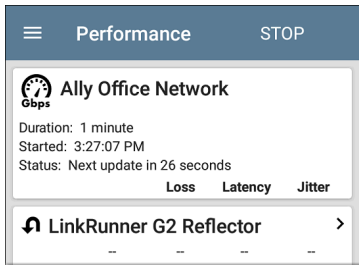 Performance STOP
Gbps
Ally Office Network
Duration: 1 minute
Started: 3:27:07 PM
Status: Next update in 26 seconds
Loss Latency Jitter
LinkRunner G2 Reflector >
-- -- -- --